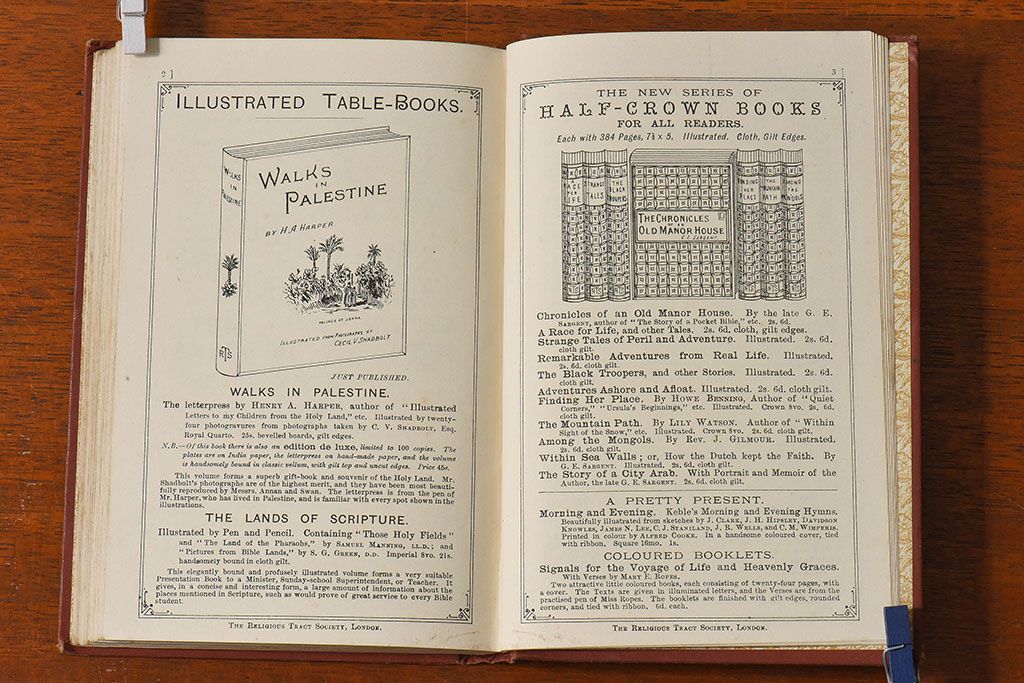 2 ]
ILLUSTRATED TABLE-BOOKS.
WALKS
IN
PALESTINE
WALKS
IN
PALESTINE
BY H. A. HARPER
ILLUSTRATED FROM PHOTOGRAPHS BY
CECIL V. SHADBOLT
RTS
JUST PUBLISHED.
WALKS IN PALESTINE.
The letterpress by HENRY A. HARPER, author of "Illustrated
Letters to my Children from the Holy Land," etc. Illustrated by twenty-
four photogravures from photographs taken by C. V. SHADBOLT, Esq.
Royal Quarto. 25s. bevelled boards, gilt edges.
N.B.—Of this book there is also an edition de luxe, limited to 100 copies. The
plates are on India paper, the letterpress on hand-made paper, and the volume
is handsomely bound in classic vellum, with gilt top and uncut edges. Price 45s.
This volume forms a superb gift-book and souvenir of the Holy Land. Mr.
Shadbolt's photographs are of the highest merit, and they have been most beauti-
fully reproduced by Messrs. Annan and Swan. The letterpress is from the pen of
Mr. Harper, who has lived in Palestine, and is familiar with every spot shown in the
illustrations.
THE LANDS OF SCRIPTURE.
Illustrated by Pen and Pencil. Containing "Those Holy Fields"
and "The Land of the Pharaohs," by SAMUEL MANNING, LL.D.; and
"Pictures from Bible Lands," by S. G. GREEN, D.D. Imperial 8vo. 21s.
handsomely bound in cloth gilt.
This elegantly bound and profusely illustrated volume forms a very suitable
Presentation Book to a Minister, Sunday-school Superintendent, or Teacher. It
gives, in a concise and interesting form, a large amount of information about the
places mentioned in Scripture, such as would prove of great service to every Bible
student.
THE RELIGIOUS TRACT SOCIETY, LONDON.
3 ]
THE NEW SERIES OF
HALF-CROWN BOOKS
FOR ALL READERS.
Each with 384 Pages, 7½ x 5. Illustrated. Cloth, Gilt Edges.
A
RACE
FOR
LIFE
STRANGE
TALES
THE
BLACK
TROOPERS
THE CHRONICLES
OF AN
OLD MANOR HOUSE
G. E. SARGENT
FINDING
HER
PLACE
THE
MOUNTAIN
PATH
AMONG
THE
MONGOLS
Chronicles of an Old Manor House. By the late G. E.
SARGENT, author of "The Story of a Pocket Bible," etc. 2s. 6d.
A Race for Life, and other Tales. 2s. 6d. cloth, gilt edges.
Strange Tales of Peril and Adventure. Illustrated. 2s. 6d.
cloth gilt.
Remarkable Adventures from Real Life. Illustrated.
2s. 6d. cloth gilt.
The Black Troopers, and other Stories. Illustrated. 2s. 6d.
cloth gilt.
Adventures Ashore and Afloat. Illustrated. 2s. 6d. cloth gilt.
Finding Her Place. By HOWE BENNING, Author of "Quiet
Corners," "Ursula's Beginnings," etc. Illustrated. Crown 8vo, 2s. 6d.
cloth gilt.
The Mountain Path. By LILY WATSON. Author of "Within
Sight of the Snow," etc. Illustrated. Crown 8vo. 2s. 6d. cloth gilt.
Among the Mongols. By Rev. J. GILMOUR. Illustrated.
2s. 6d. cloth gilt.
Within Sea Walls; or, How the Dutch kept the Faith. By
G. E. SARGENT. Illustrated. 2s. 6d. cloth gilt.
The Story of a City Arab. With Portrait and Memoir of the
Author, the late G. E. SARGENT. 2s. 6d. cloth gilt.
A PRETTY PRESENT.
Morning and Evening. Keble's Morning and Evening Hymns.
Beautifully illustrated from sketches by J. CLARK, J. H. HIPSLEY, DAVIDSON
KNOWLES, JAMES N. LEE, C. J. STANILAND, J. R. WELLS, and C. M. WIMPERIS.
Printed in colour by ALFRED COOKE. In a handsome coloured cover, tied
with ribbon. Square 16mo. 1s.
COLOURED BOOKLETS.
Signals for the Voyage of Life and Heavenly Graces.
With Verses by MARY E. ROPES.
Two attractive little coloured books, each consisting of twenty-four pages, with
a cover. The Texts are given in illuminated letters, and the Verses are from the
practised pen of Miss Ropes. The booklets are finished with gilt edges, rounded
corners, and tied with ribbon. 6d. each.
THE RELIGIOUS TRACT SOCIETY, LONDON.